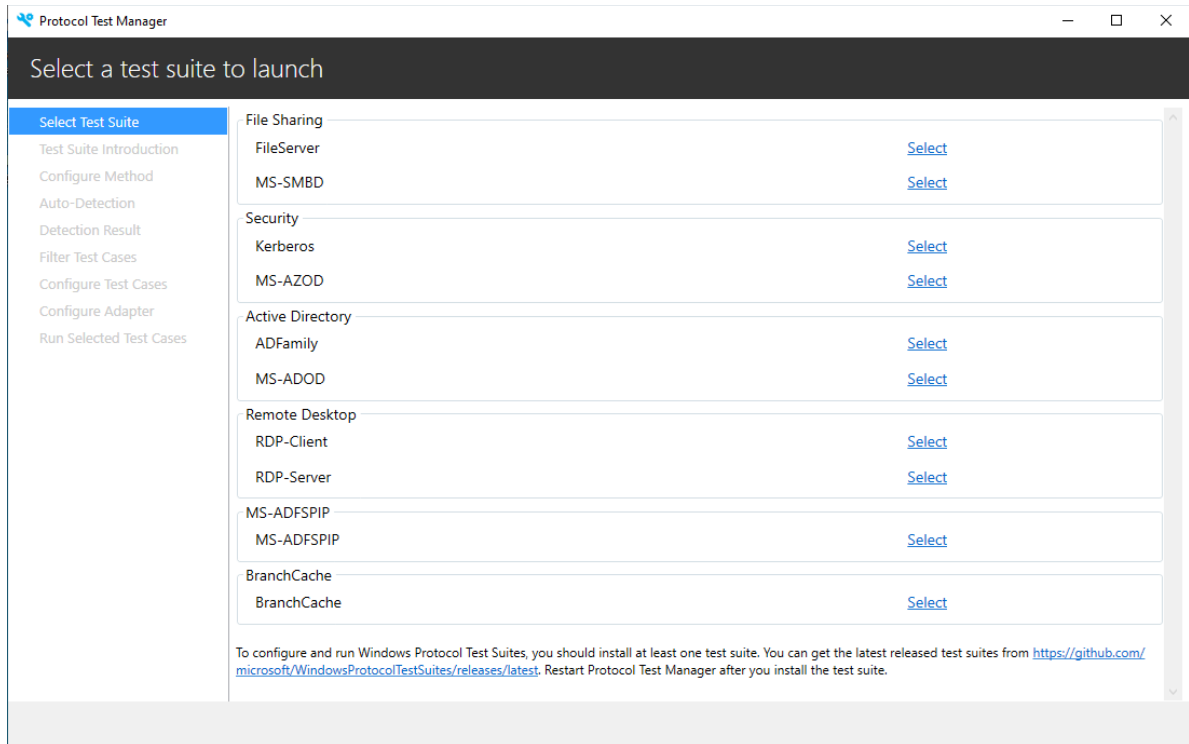 Protocol Test Manager
Select a test suite to launch
Select Test Suite
Test Suite Introduction
Configure Method
Auto-Detection
Detection Result
Filter Test Cases
Configure Test Cases
Configure Adapter
Run Selected Test Cases
File Sharing
FileServer Select
MS-SMBD Select
Security
Kerberos Select
MS-AZOD Select
Active Directory
ADFamily Select
MS-ADOD Select
Remote Desktop
RDP-Client Select
RDP-Server Select
MS-ADFSPIP
MS-ADFSPIP Select
BranchCache
BranchCache Select
To configure and run Windows Protocol Test Suites, you should install at least one test suite. You can get the latest released test suites from https://github.com/
microsoft/WindowsProtocolTestSuites/releases/latest. Restart Protocol Test Manager after you install the test suite.